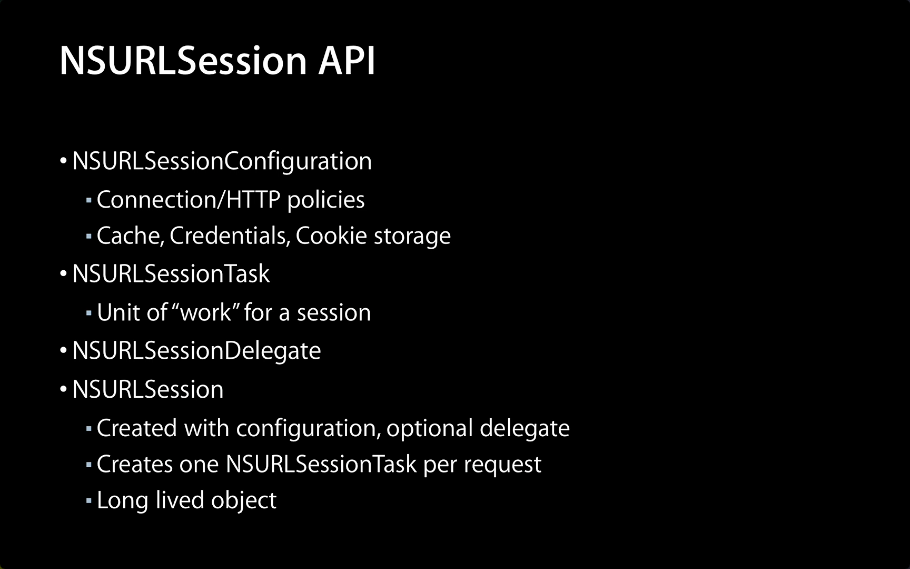 NSURLSession API
• NSURLSessionConfiguration
▪ Connection/HTTP policies
▪ Cache, Credentials, Cookie storage
• NSURLSessionTask
▪ Unit of “work” for a session
• NSURLSessionDelegate
• NSURLSession
▪ Created with configuration, optional delegate
▪ Creates one NSURLSessionTask per request
▪ Long lived object